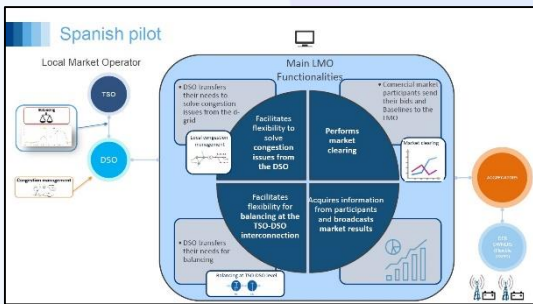 Spanish pilot
Local Market Operator
Main LMO
Functionalities
TSO
Balancing
DSO
Congestion management
DSO transfers
their needs to
solve
congestion
issues from the
d-grid
Local congestion
management
Facilitates
flexibility to
solve
congestion
issues from the
DSO
Performs
market
clearing
Comercial market
participants send
their bids and
Baselines to the
LMO
Market clearing
Facilitates
flexibility for
balancing at the
TSO-DSO
interconnection
Acquires information
from participants
and broadcasts
market results
DSO transfers
their needs for
balancing
Balancing at TSO-DSO level
AGGREGATORS